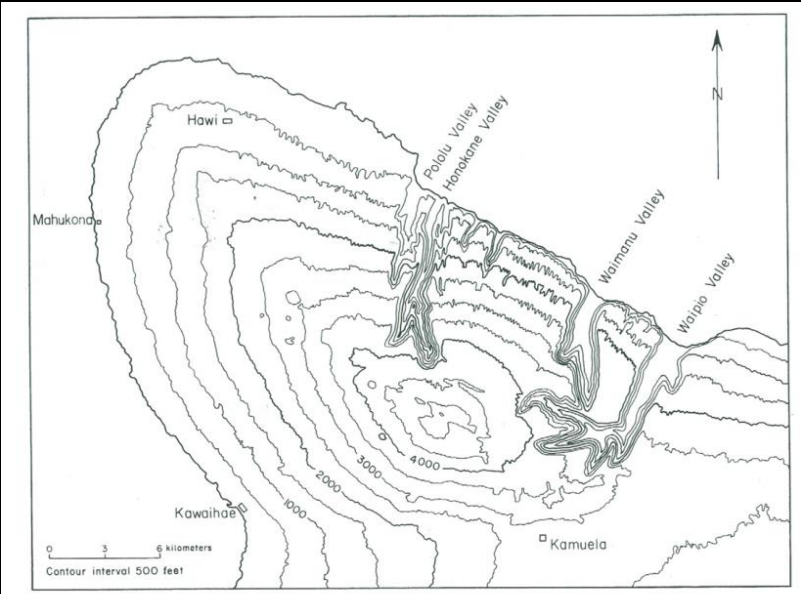 N
Pololu Valley
Honokane Valley
Hawi
Mahukona
Waimanu Valley
Waipio Valley
4000
3000
2000
1000
Kawaihae
Kamuela
0 3 6 kilometers
Contour interval 500 feet